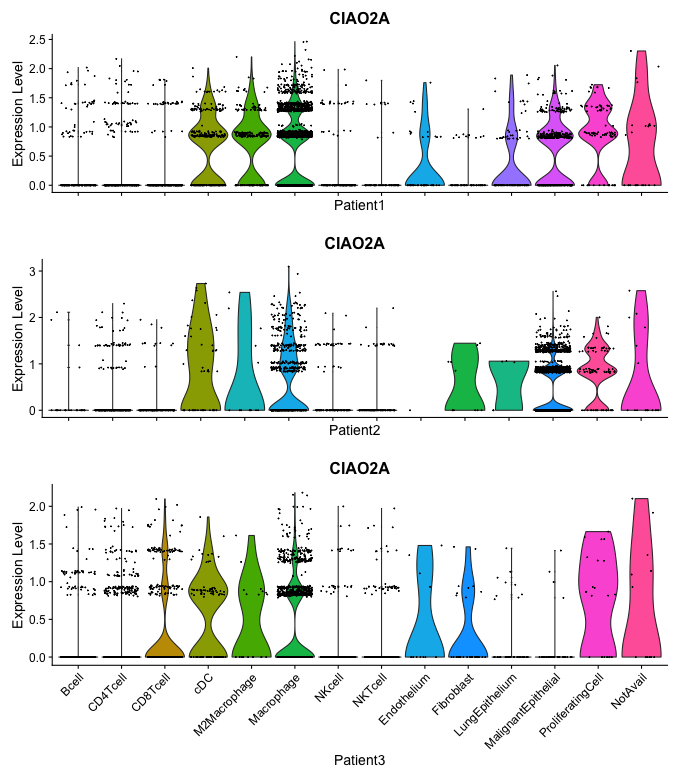 CIAO2A
Expression Level
2.5
2.0
1.5
1.0
0.5
0.0
Patient1
CIAO2A
Expression Level
3
2
1
0
Patient2
CIAO2A
Expression Level
2.0
1.5
1.0
0.5
0.0
Bcell
CD4Tcell
CD8Tcell
cDC
M2Macrophage
Macrophage
NKcell
NKTcell
Endothelium
Fibroblast
LungEpithelium
MalignantEpithelial
ProliferatingCell
NotAvail
Patient3